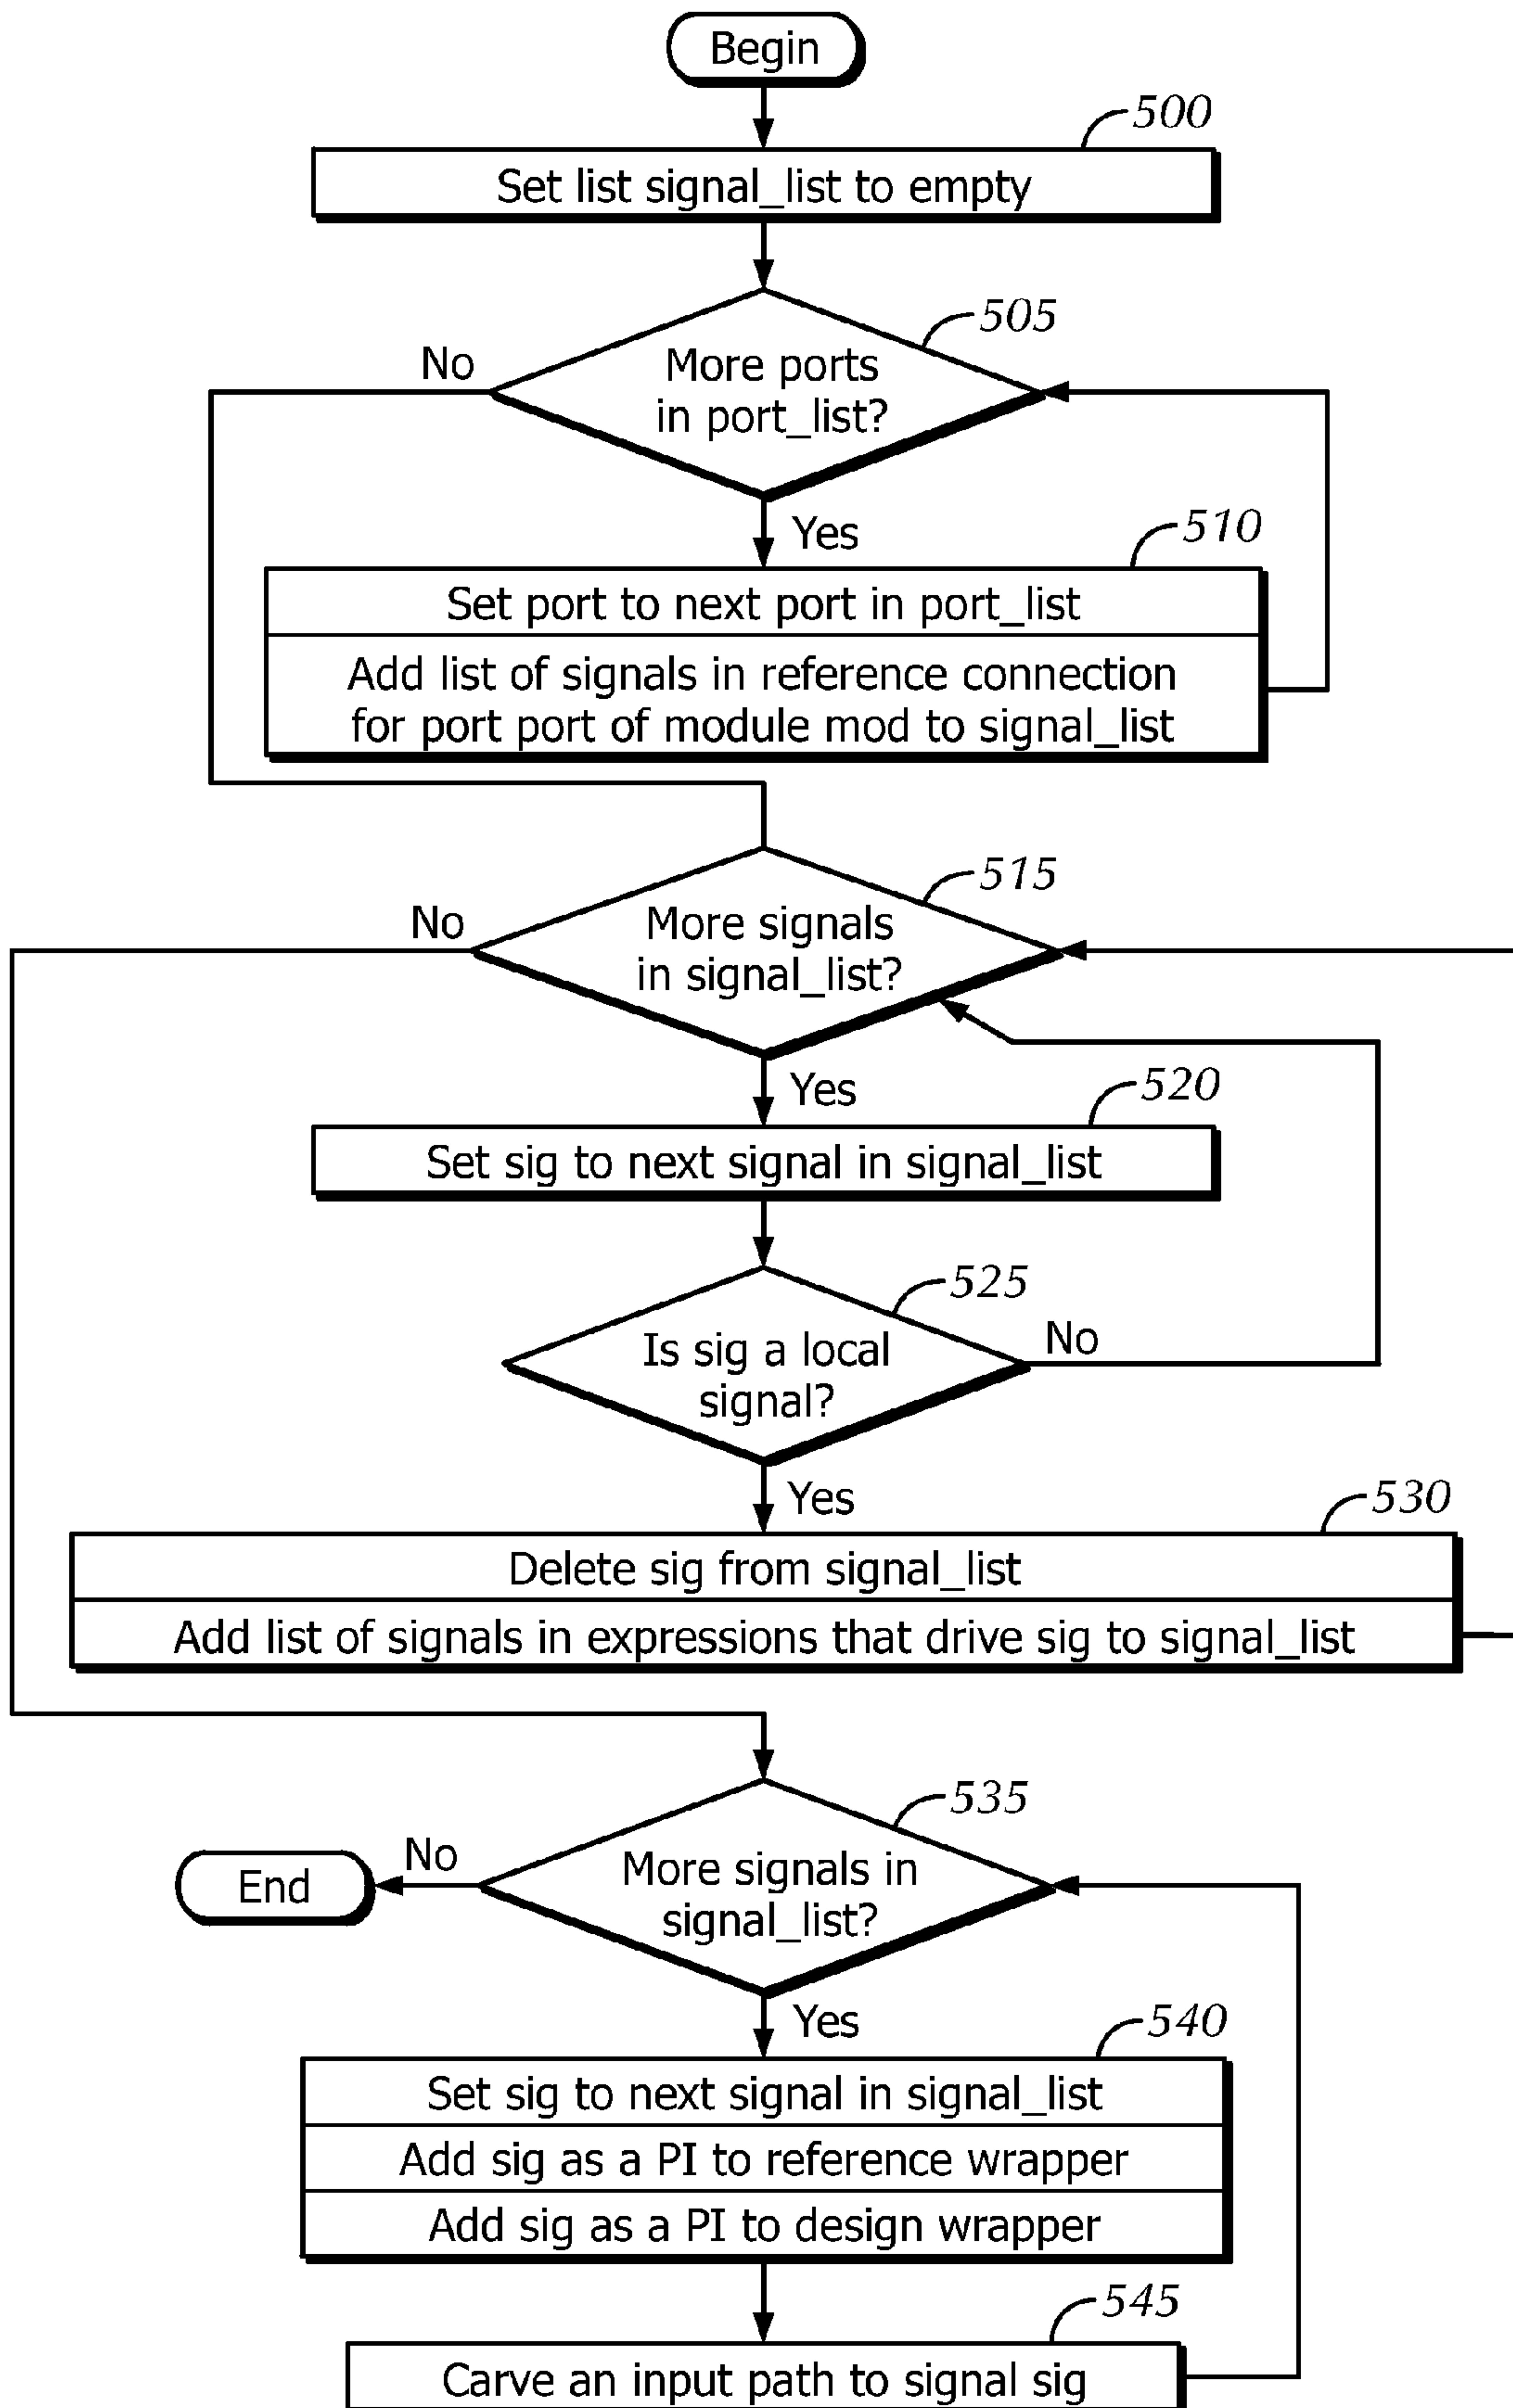 Begin
500
Set list signal_list to empty
505
No
More ports
in port_list?
Yes
510
Set port to next port in port_list
Add list of signals in reference connection
for port port of module mod to signal_list
515
No
More signals
in signal_list?
Yes
520
Set sig to next signal in signal_list
525
Is sig a local
signal?
No
Yes
530
Delete sig from signal_list
Add list of signals in expressions that drive sig to signal_list
535
No
End
More signals in
signal_list?
Yes
540
Set sig to next signal in signal_list
Add sig as a PI to reference wrapper
Add sig as a PI to design wrapper
545
Carve an input path to signal sig